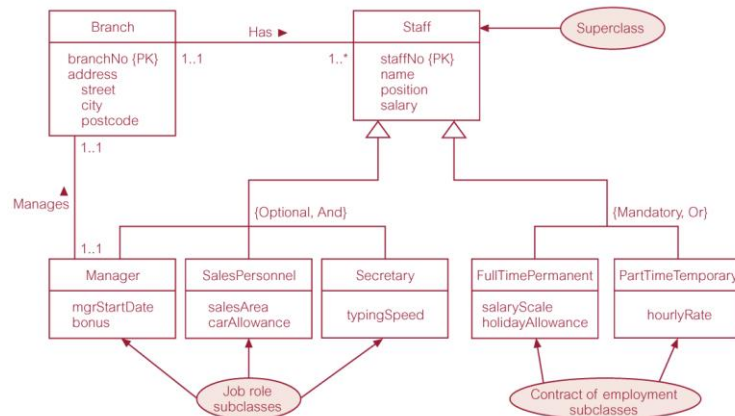 Branch
branchNo {PK}
address
street
city
postcode
Has ►
1..1
1..*
Staff
staffNo {PK}
name
position
salary
Superclass
1..1
Manages
▲
1..1
{Optional, And}
{Mandatory, Or}
Manager
mgrStartDate
bonus
SalesPersonnel
salesArea
carAllowance
Secretary
typingSpeed
FullTimePermanent
salaryScale
holidayAllowance
PartTimeTemporary
hourlyRate
Job role
subclasses
Contract of employment
subclasses